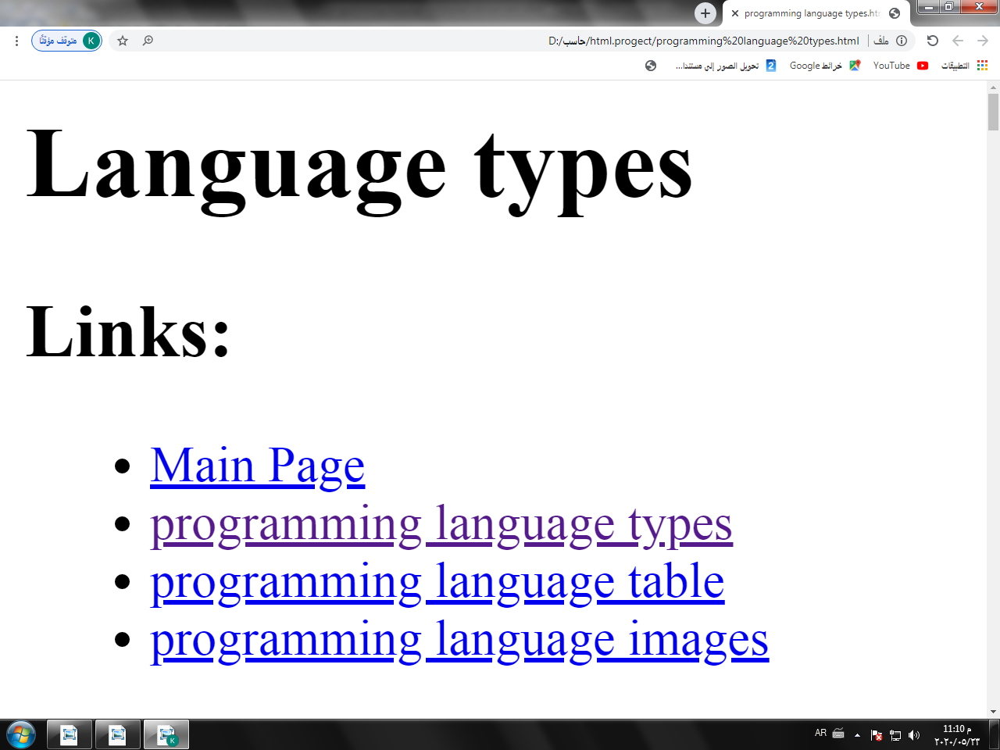 programming language types.htm
متوقف مؤقتًا K
ملف D:/حاسب/html.progect/programming%20language%20types.html
التطبيقات YouTube خرائط Google تحويل الصور إلى مستندا...
Language types
Links:
Main Page
programming language types
programming language table
programming language images
K
AR
11:10 م
٢٠٢٠/٠٥/٢٣